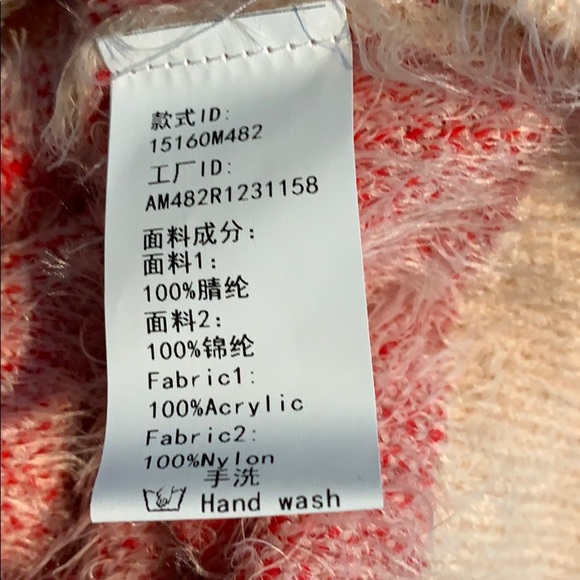 款式ID:
15160M482
工厂ID:
AM482R1231158
面料成分:
面料1:
100%腈纶
面料2:
100%锦纶
Fabric1:
100%Acrylic
Fabric2:
100%Nylon
手洗
Hand wash